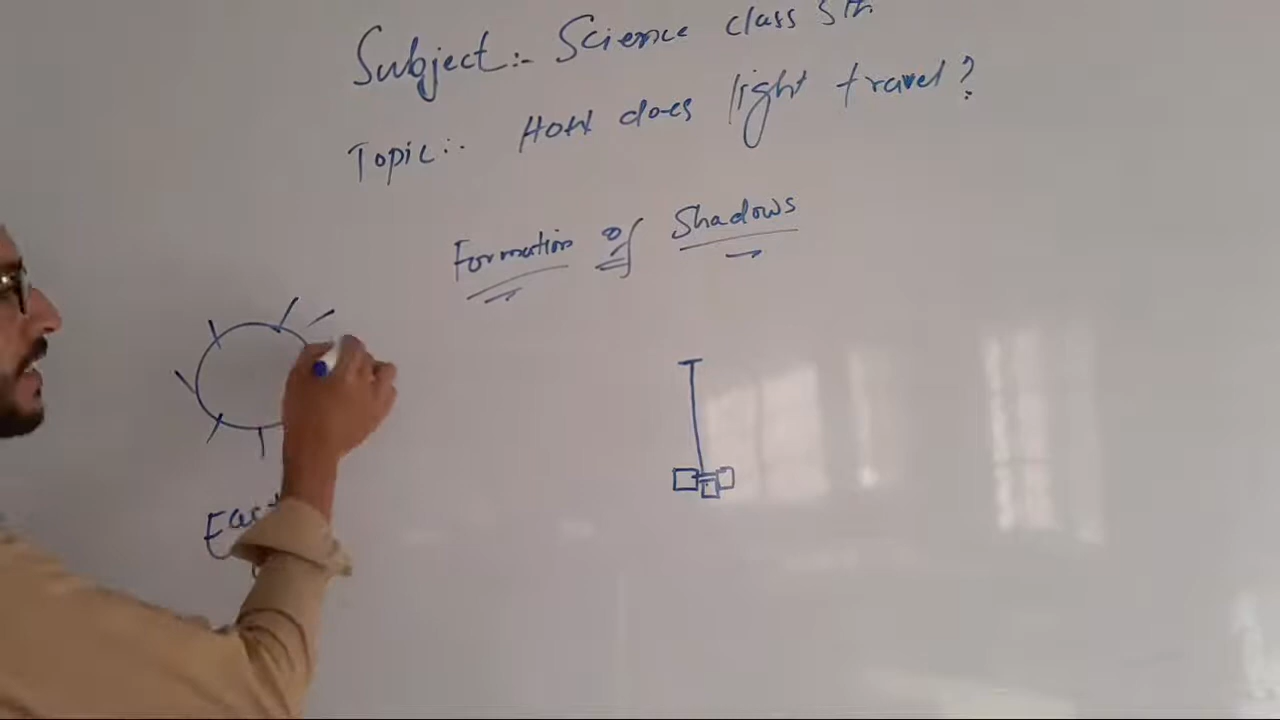 Subject:- Science class 5th
Topic:- How does light travel?
Formation of Shadows